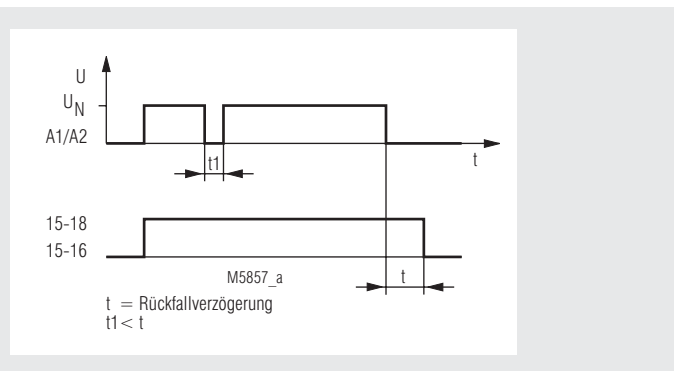 U
U_N
A1/A2
t1
t
15-18
15-16
M5857_a
t
t = Rückfallverzögerung
t1< t